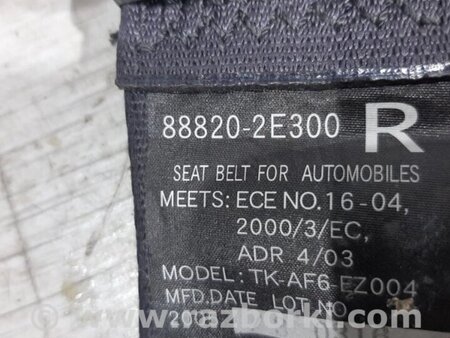 88820-2E300 R
SEAT BELT FOR AUTOMOBILES
MEETS: ECE NO. 16-04,
2000/3/EC,
ADR 4/03
MODEL: TK-AF6-EZ004
MFD.DATE LOT NO
www.razborka.com